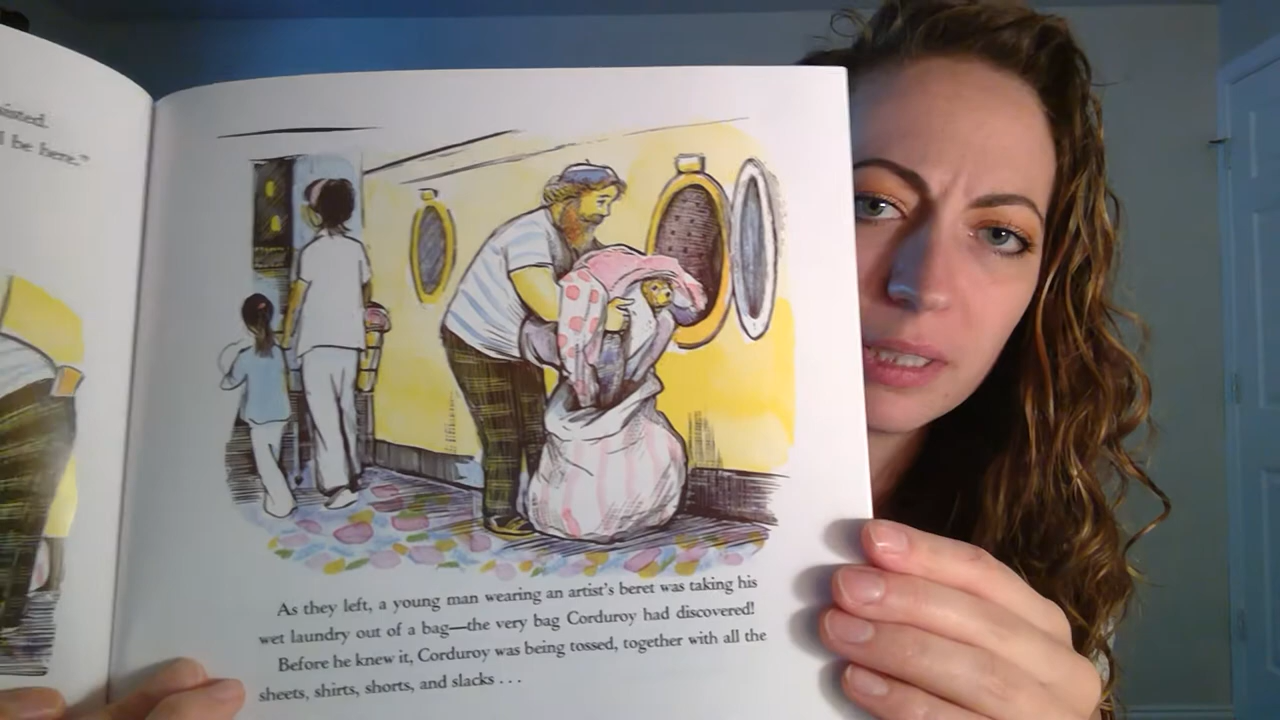 be here."
As they left, a young man wearing an artist's beret was taking his
wet laundry out of a bag—the very bag Corduroy had discovered!
Before he knew it, Corduroy was being tossed, together with all the
sheets, shirts, shorts, and slacks . . .